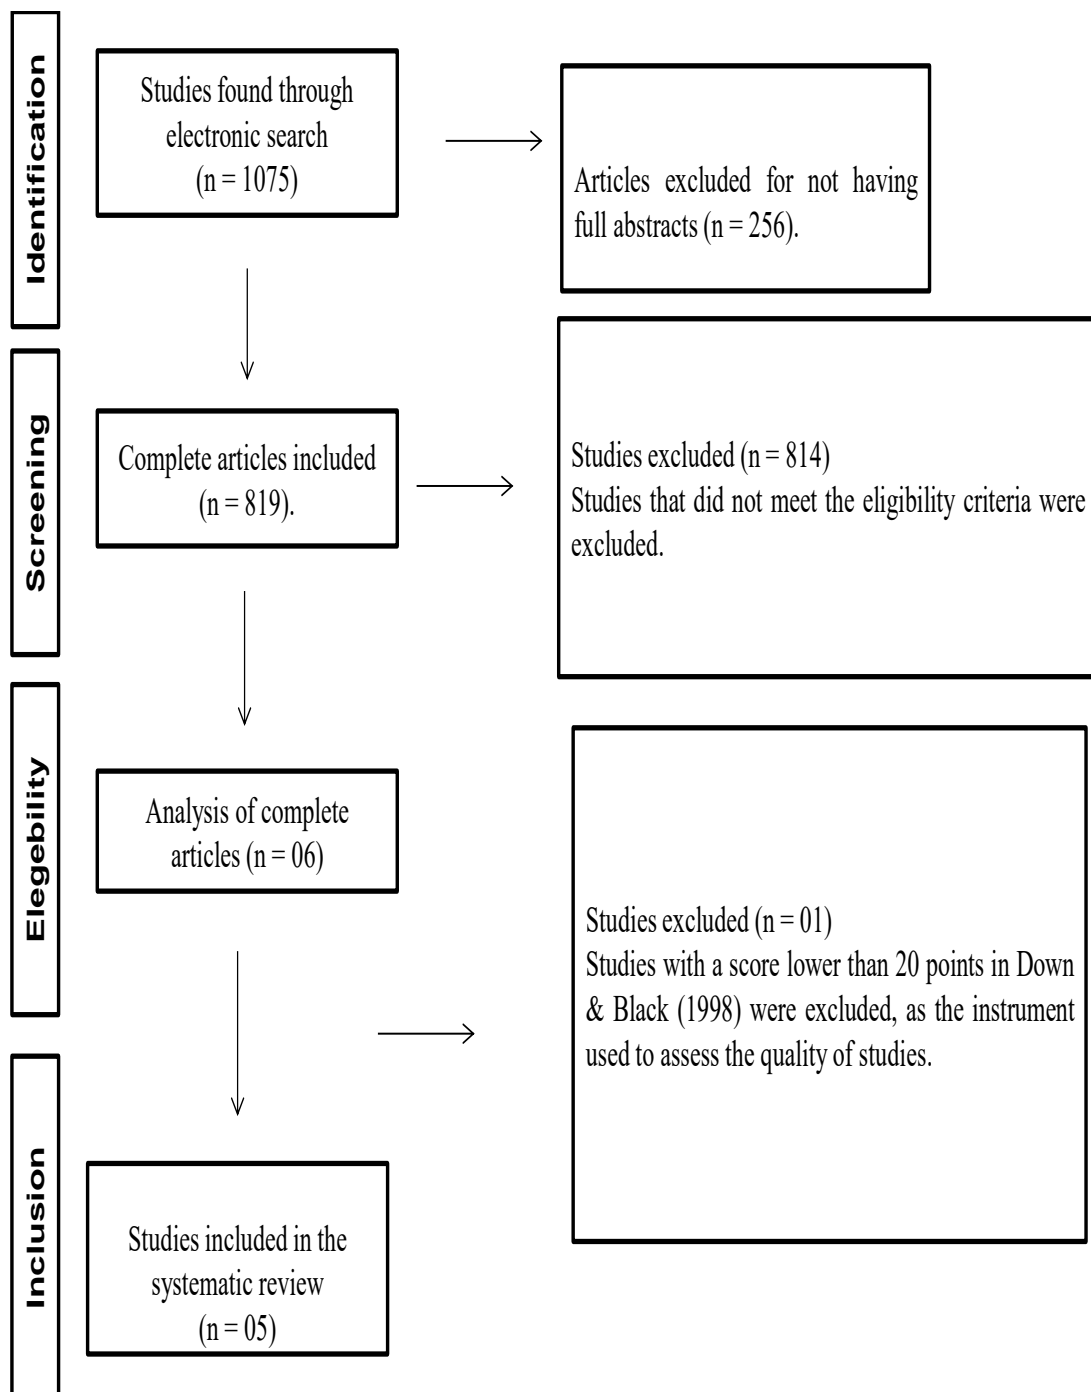 Identification
Studies found through
electronic search
(n = 1075)
Articles excluded for not having
full abstracts (n = 256).
Screening
Complete articles included
(n = 819).
Studies excluded (n = 814)
Studies that did not meet the eligibility criteria were
excluded.
Elegebility
Analysis of complete
articles (n = 06)
Studies excluded (n = 01)
Studies with a score lower than 20 points in Down
& Black (1998) were excluded, as the instrument
used to assess the quality of studies.
Inclusion
Studies included in the
systematic review
(n = 05)